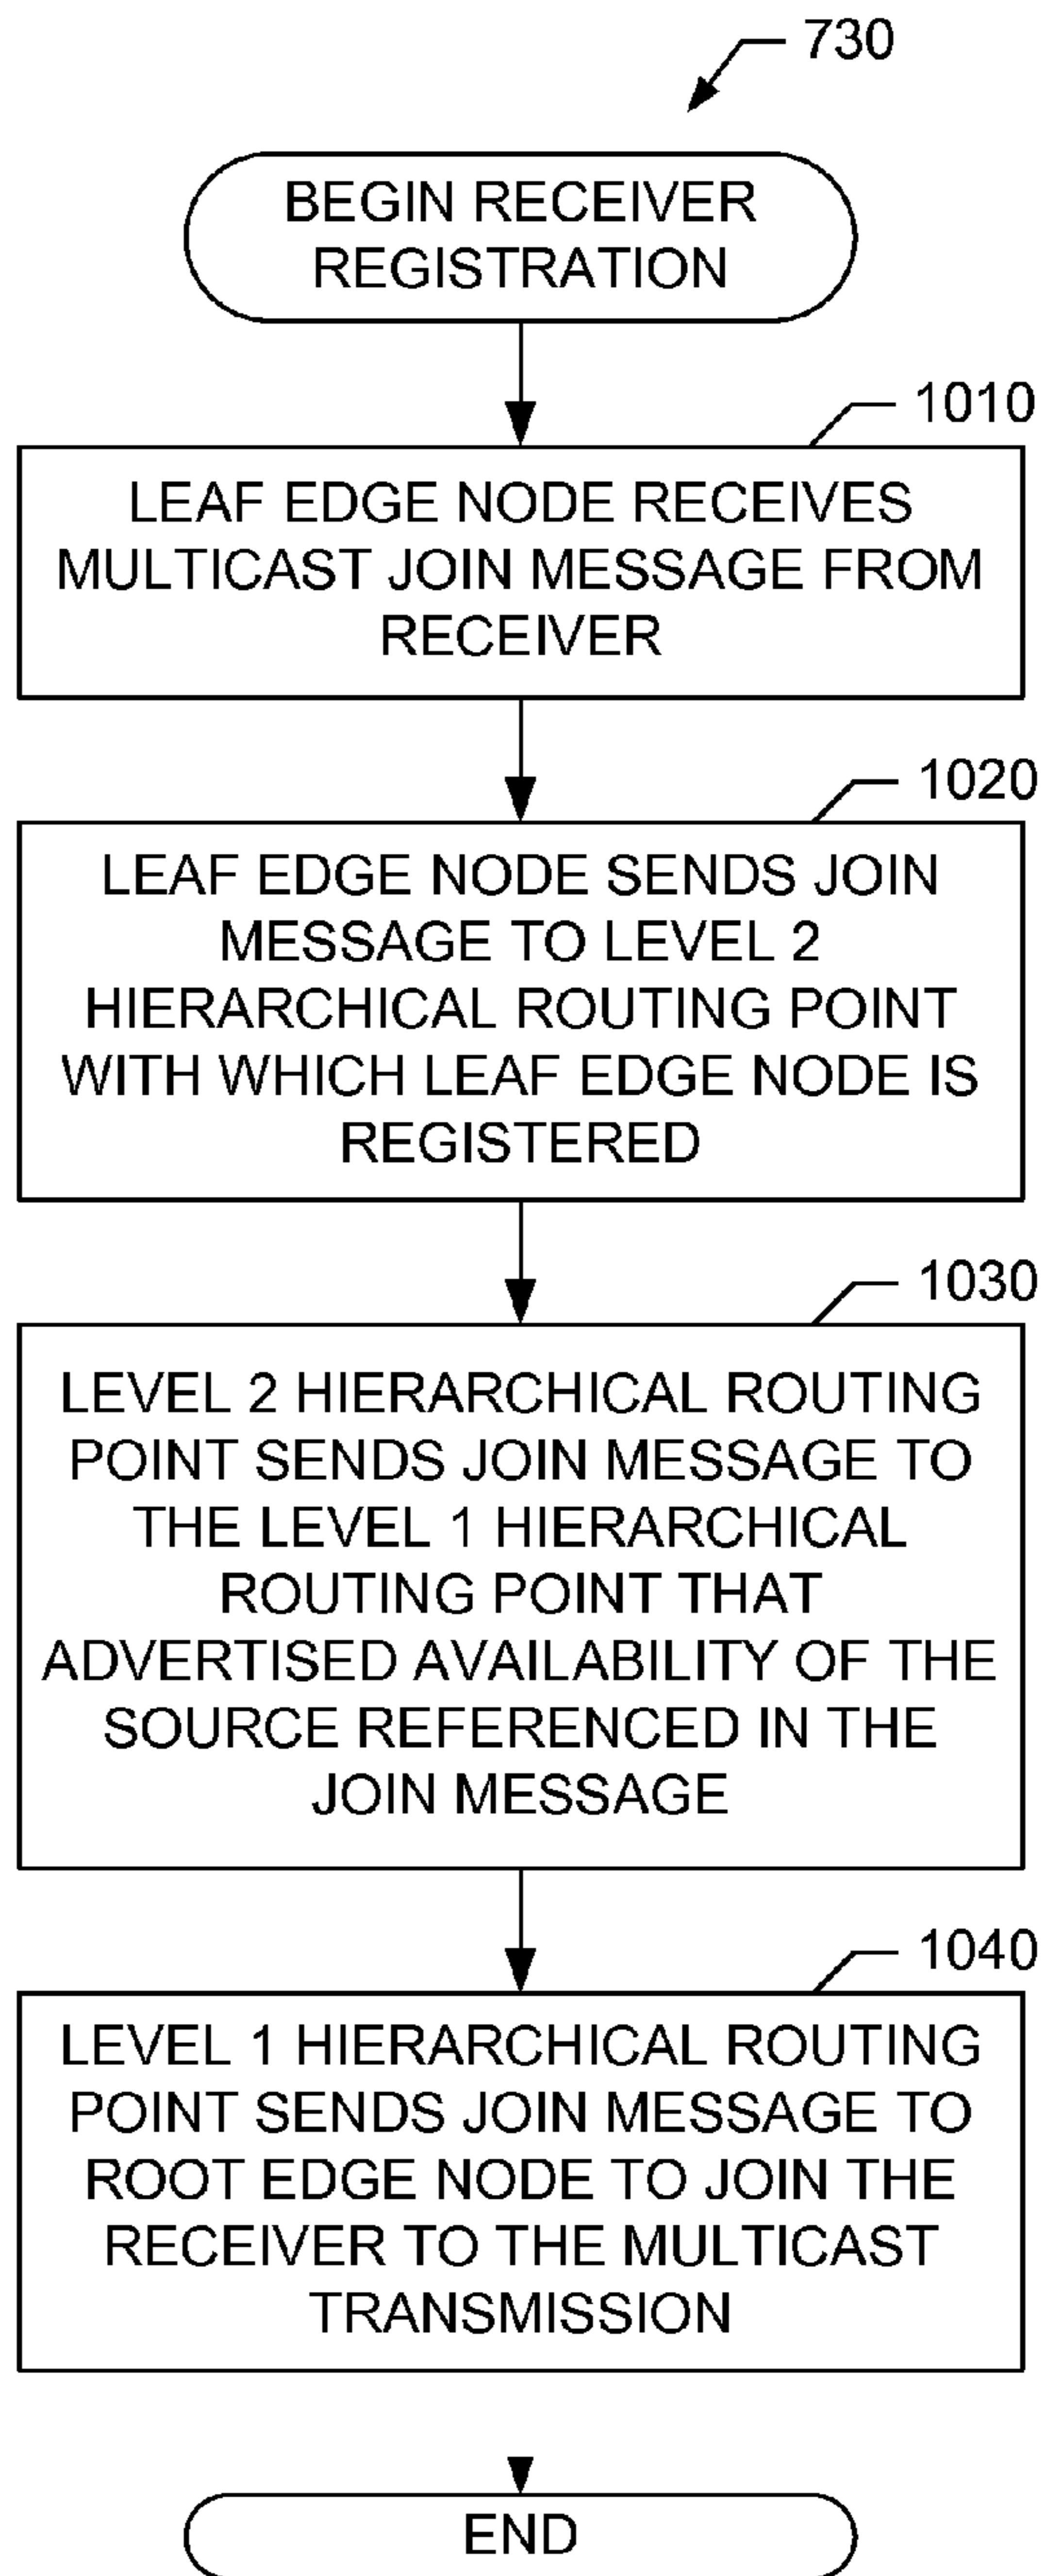 730
BEGIN RECEIVER
REGISTRATION
1010
LEAF EDGE NODE RECEIVES
MULTICAST JOIN MESSAGE FROM
RECEIVER
1020
LEAF EDGE NODE SENDS JOIN
MESSAGE TO LEVEL 2
HIERARCHICAL ROUTING POINT
WITH WHICH LEAF EDGE NODE IS
REGISTERED
1030
LEVEL 2 HIERARCHICAL ROUTING
POINT SENDS JOIN MESSAGE TO
THE LEVEL 1 HIERARCHICAL
ROUTING POINT THAT
ADVERTISED AVAILABILITY OF THE
SOURCE REFERENCED IN THE
JOIN MESSAGE
1040
LEVEL 1 HIERARCHICAL ROUTING
POINT SENDS JOIN MESSAGE TO
ROOT EDGE NODE TO JOIN THE
RECEIVER TO THE MULTICAST
TRANSMISSION
END